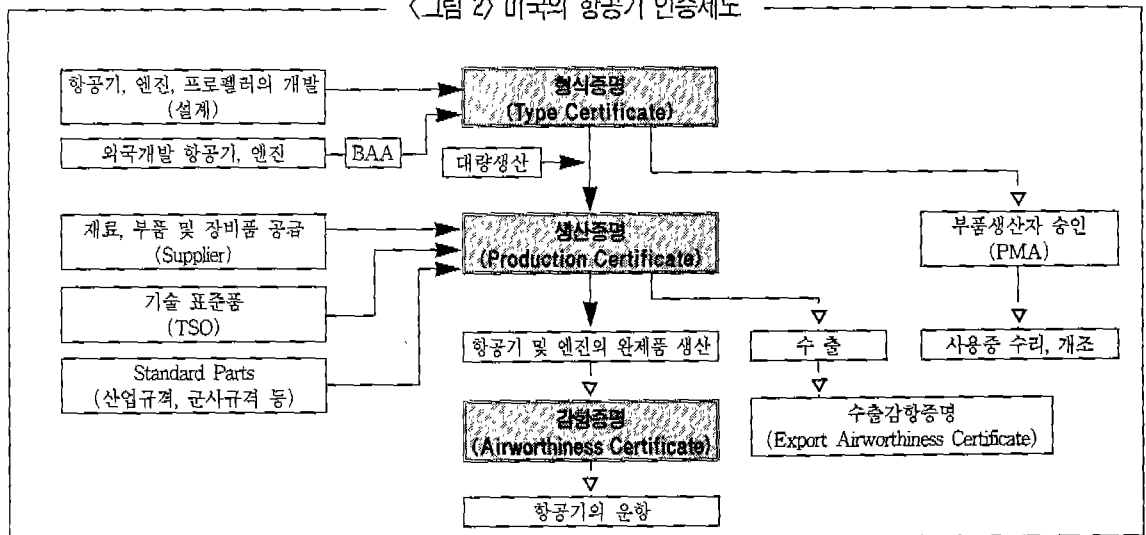 〈그림 2〉 미국의 항공기 인증제도
항공기, 엔진, 프로펠러의 개발
(설계)
형식증명
(Type Certificate)
외국개발 항공기, 엔진
BAA
대량생산
재료, 부품 및 장비품 공급
(Supplier)
생산증명
(Production Certificate)
부품생산자 승인
(PMA)
기술 표준품
(TSO)
항공기 및 엔진의 완제품 생산
수 출
사용중 수리, 개조
Standard Parts
(산업규격, 군사규격 등)
감항증명
(Airworthiness Certificate)
수출감항증명
(Export Airworthiness Certificate)
항공기의 운항